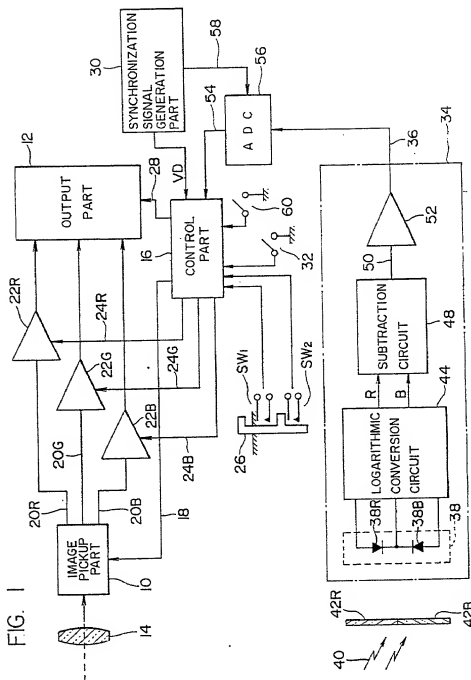 FIG. 1
14
IMAGE
PICKUP
PART
10
20R
20G
20B
18
22R
22G
22B
24R
24G
24B
OUTPUT
PART
12
28
16
CONTROL
PART
VD
30
SYNCHRONIZATION
SIGNAL
GENERATION
PART
58
54
56
ADC
60
32
SW1
SW2
26
36
34
52
50
SUBTRACTION
CIRCUIT
48
R
B
44
LOGARITHMIC
CONVERSION
CIRCUIT
38R
38B
38
42R
42B
40